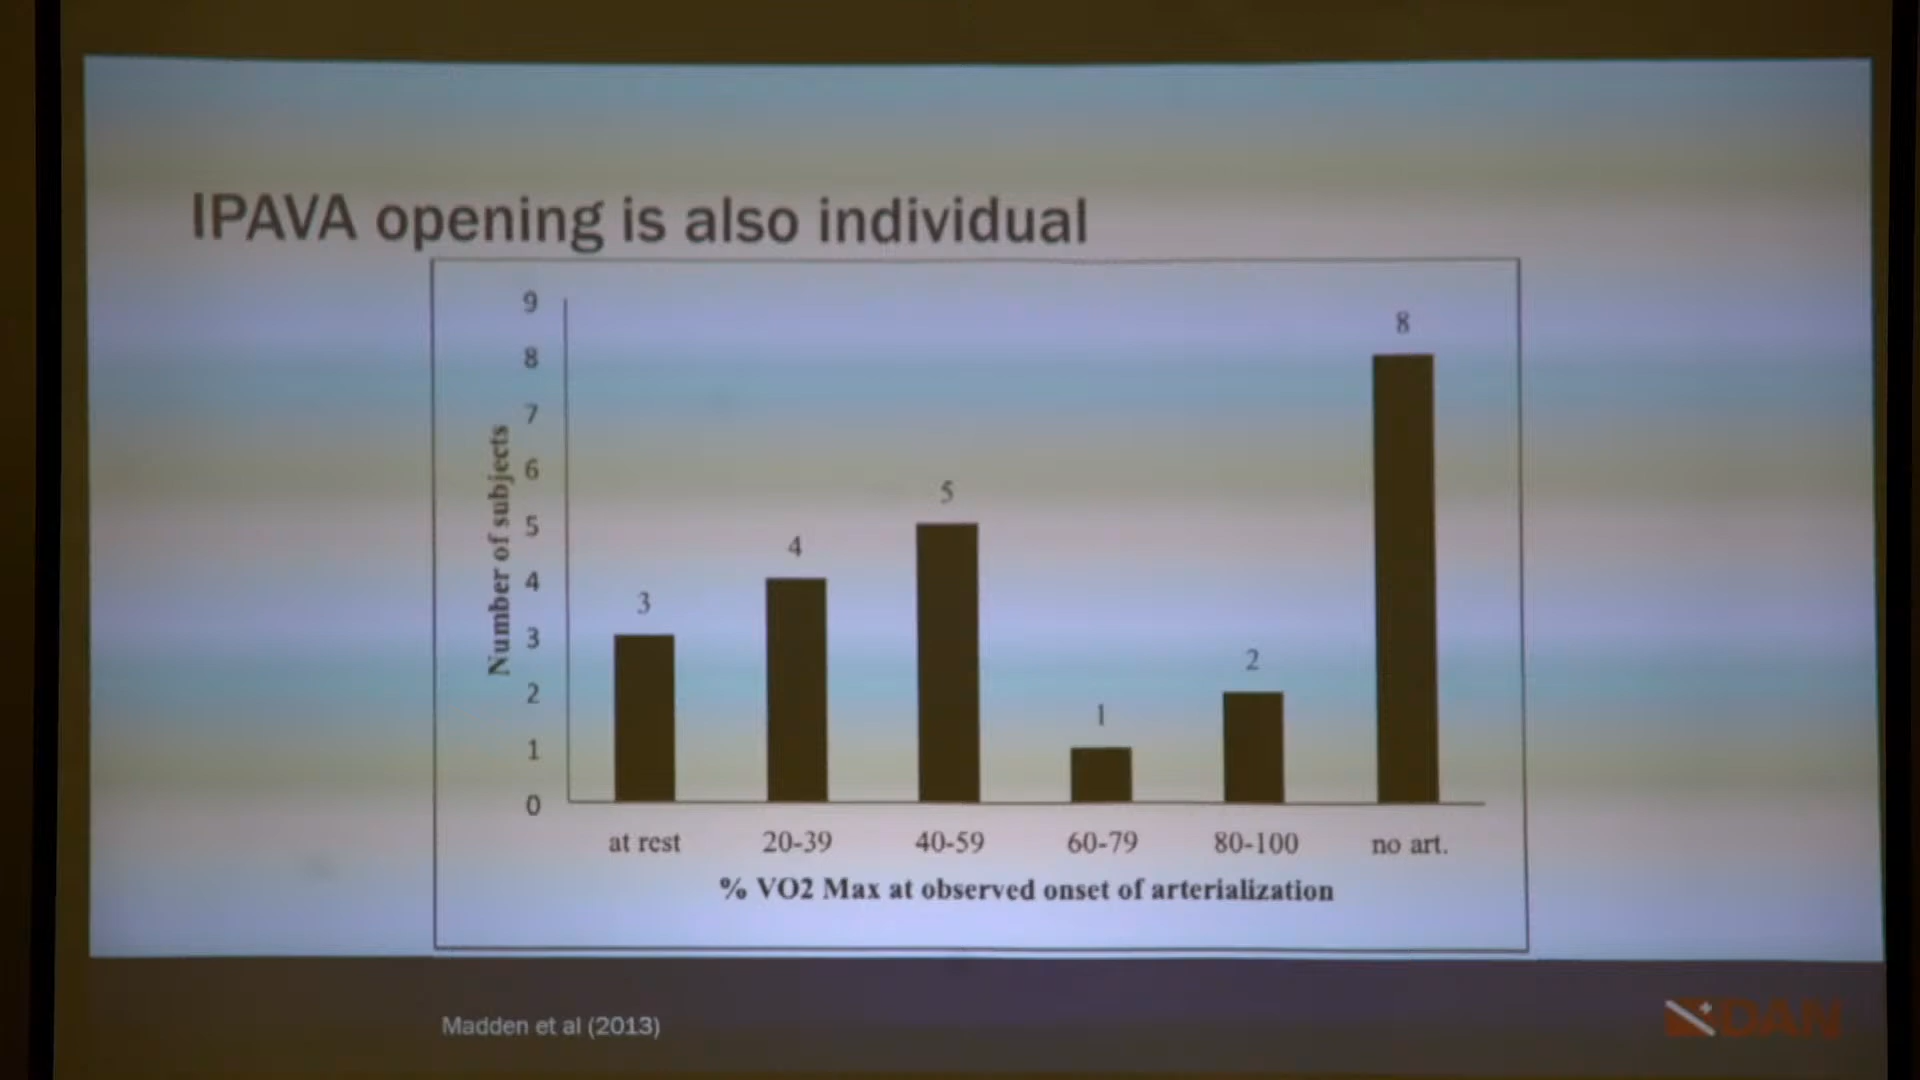 IPAVA opening is also individual
Number of subjects
9
8
7
6
5
4
3
2
1
0
3
4
5
1
2
8
at rest
20-39
40-59
60-79
80-100
no art.
% VO2 Max at observed onset of arterialization
Madden et al (2013)
DAN